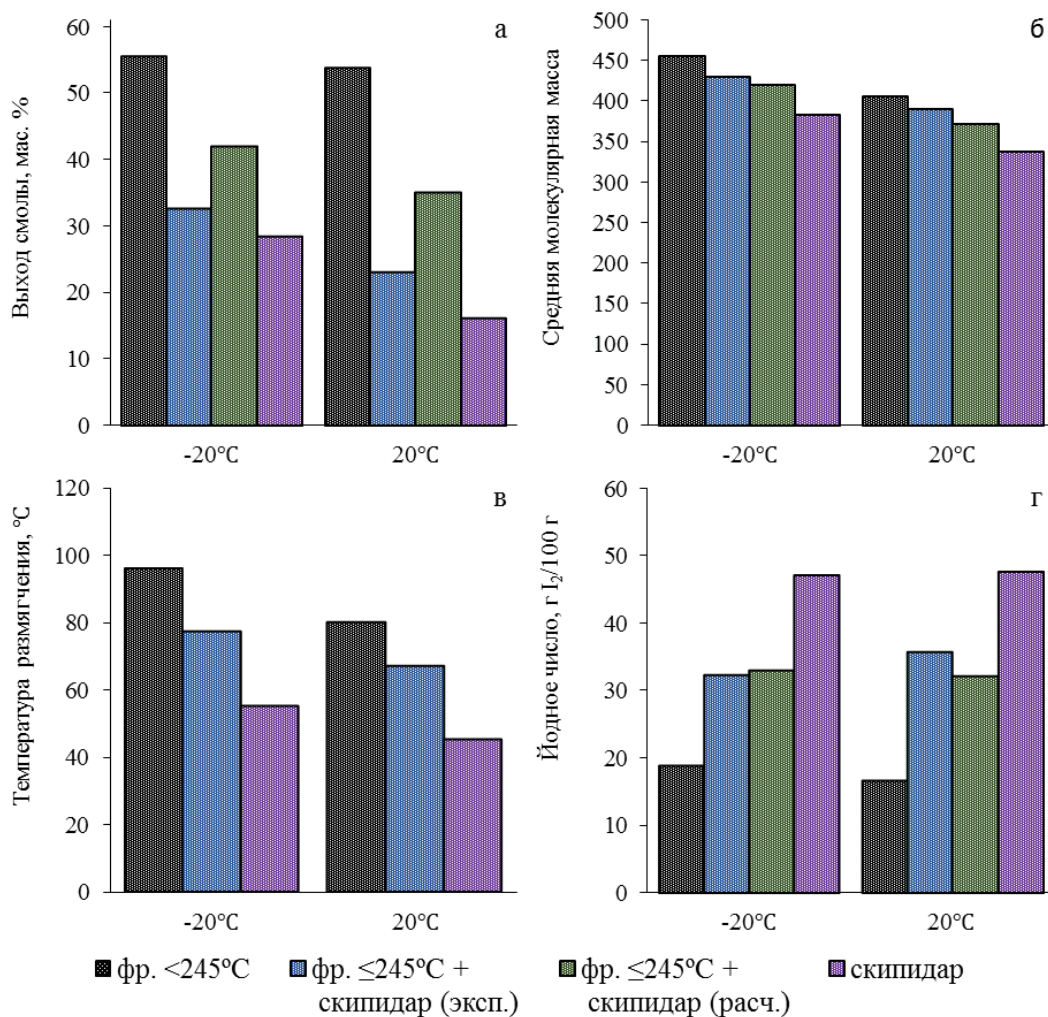 а
Выход смолы, мас. %
60
50
40
30
20
10
0
-20°C
20°C
б
Средняя молекулярная масса
500
450
400
350
300
250
200
150
100
50
0
-20°C
20°C
в
Температура размягчения, °C
120
100
80
60
40
20
0
-20°C
20°C
г
Йодное число, г I₂/100 г
60
50
40
30
20
10
0
-20°C
20°C
фр. <245°C
фр. ≤245°C +
скипидар (эксп.)
фр. ≤245°C +
скипидар (расч.)
скипидар